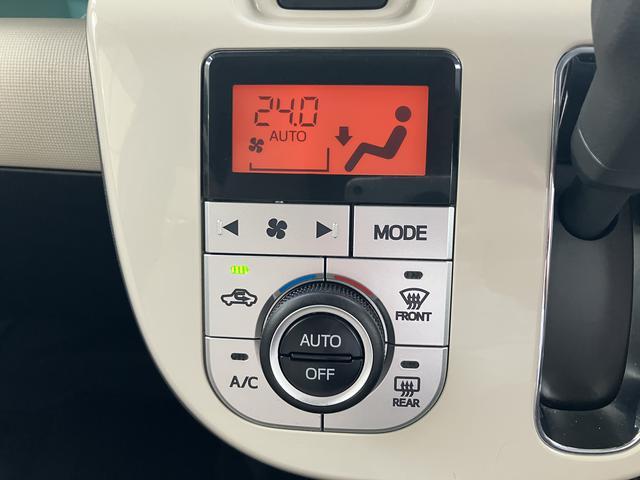 24.0
AUTO
MODE
FRONT
AUTO
OFF
A/C
REAR